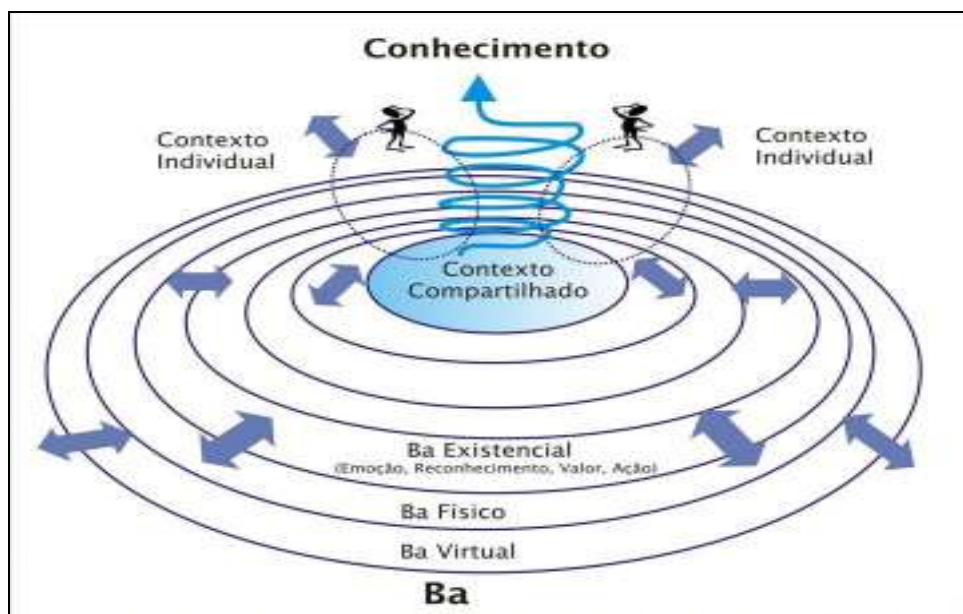 Conhecimento
Contexto
Individual
Contexto
Individual
Contexto
Compartilhado
Ba Existencial
(Emoção, Reconhecimento, Valor, Ação)
Ba Físico
Ba Virtual
Ba